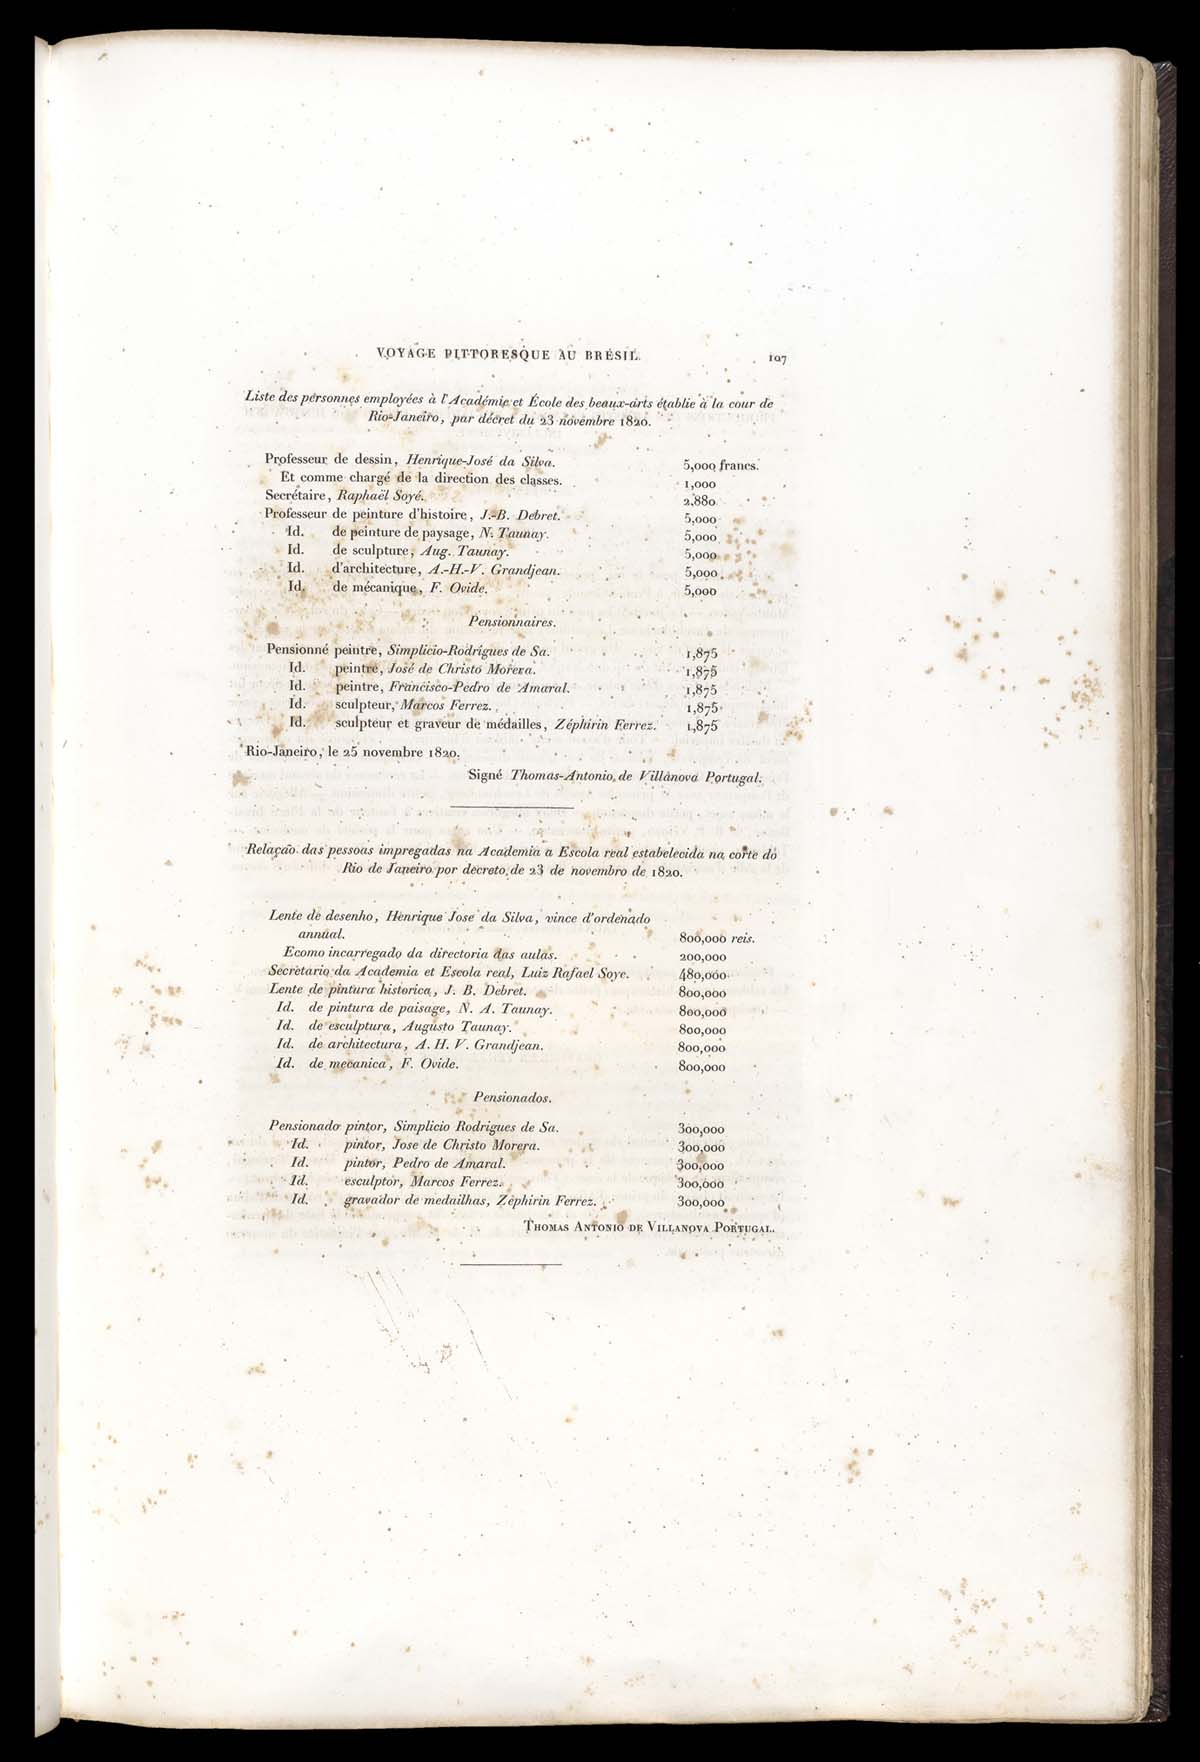 VOYAGE PITTORESQUE AU BRÉSIL. 107
Liste des personnes employées à l'Académie et École des beaux-arts établie à la cour de
Rio-Janeiro, par décret du 23 novembre 1820.
Professeur de dessin, Henrique-José da Silva. 5,000 francs.
Et comme chargé de la direction des classes. 1,000
Secrétaire, Raphaël Soyé. 2,880
Professeur de peinture d'histoire, J.-B. Debret. 5,000
Id. de peinture de paysage, N. Taunay. 5,000
Id. de sculpture, Aug. Taunay. 5,000
Id. d'architecture, A.-H.-V. Grandjean. 5,000
Id. de mécanique, F. Ovide. 5,000
Pensionnaires.
Pensionné peintre, Simplicio-Rodrigues de Sa. 1,875
Id. peintre, José de Christo Morera. 1,875
Id. peintre, Francisco-Pedro de Amaral. 1,875
Id. sculpteur, Marcos Ferrez. 1,875
Id. sculpteur et graveur de médailles, Zéphirin Ferrez. 1,875
Rio-Janeiro, le 25 novembre 1820.
Signé Thomas-Antonio de Villanova Portugal.
Relação das pessoas impregadas na Academia a Escola real estabelecida na corte do
Rio de Janeiro por decreto de 23 de novembro de 1820.
Lente de desenho, Henrique Jose da Silva, vince d'ordenado
annual. 800,000 reis.
Ecomo incarregado da directoria das aulas. 200,000
Secretario da Academia et Escola real, Luiz Rafael Soye. 480,000
Lente de pintura historica, J. B. Debret. 800,000
Id. de pintura de paisage, N. A. Taunay. 800,000
Id. de esculptura, Augusto Taunay. 800,000
Id. de architectura, A. H. V. Grandjean. 800,000
Id. de mecanica, F. Ovide. 800,000
Pensionados.
Pensionado pintor, Simplicio Rodrigues de Sa. 300,000
Id. pintor, Jose de Christo Morera. 300,000
Id. pintor, Pedro de Amaral. 300,000
Id. esculptor, Marcos Ferrez. 300,000
Id. gravador de medailhas, Zephirin Ferrez. 300,000
THOMAS ANTONIO DE VILLANOVA PORTUGAL.